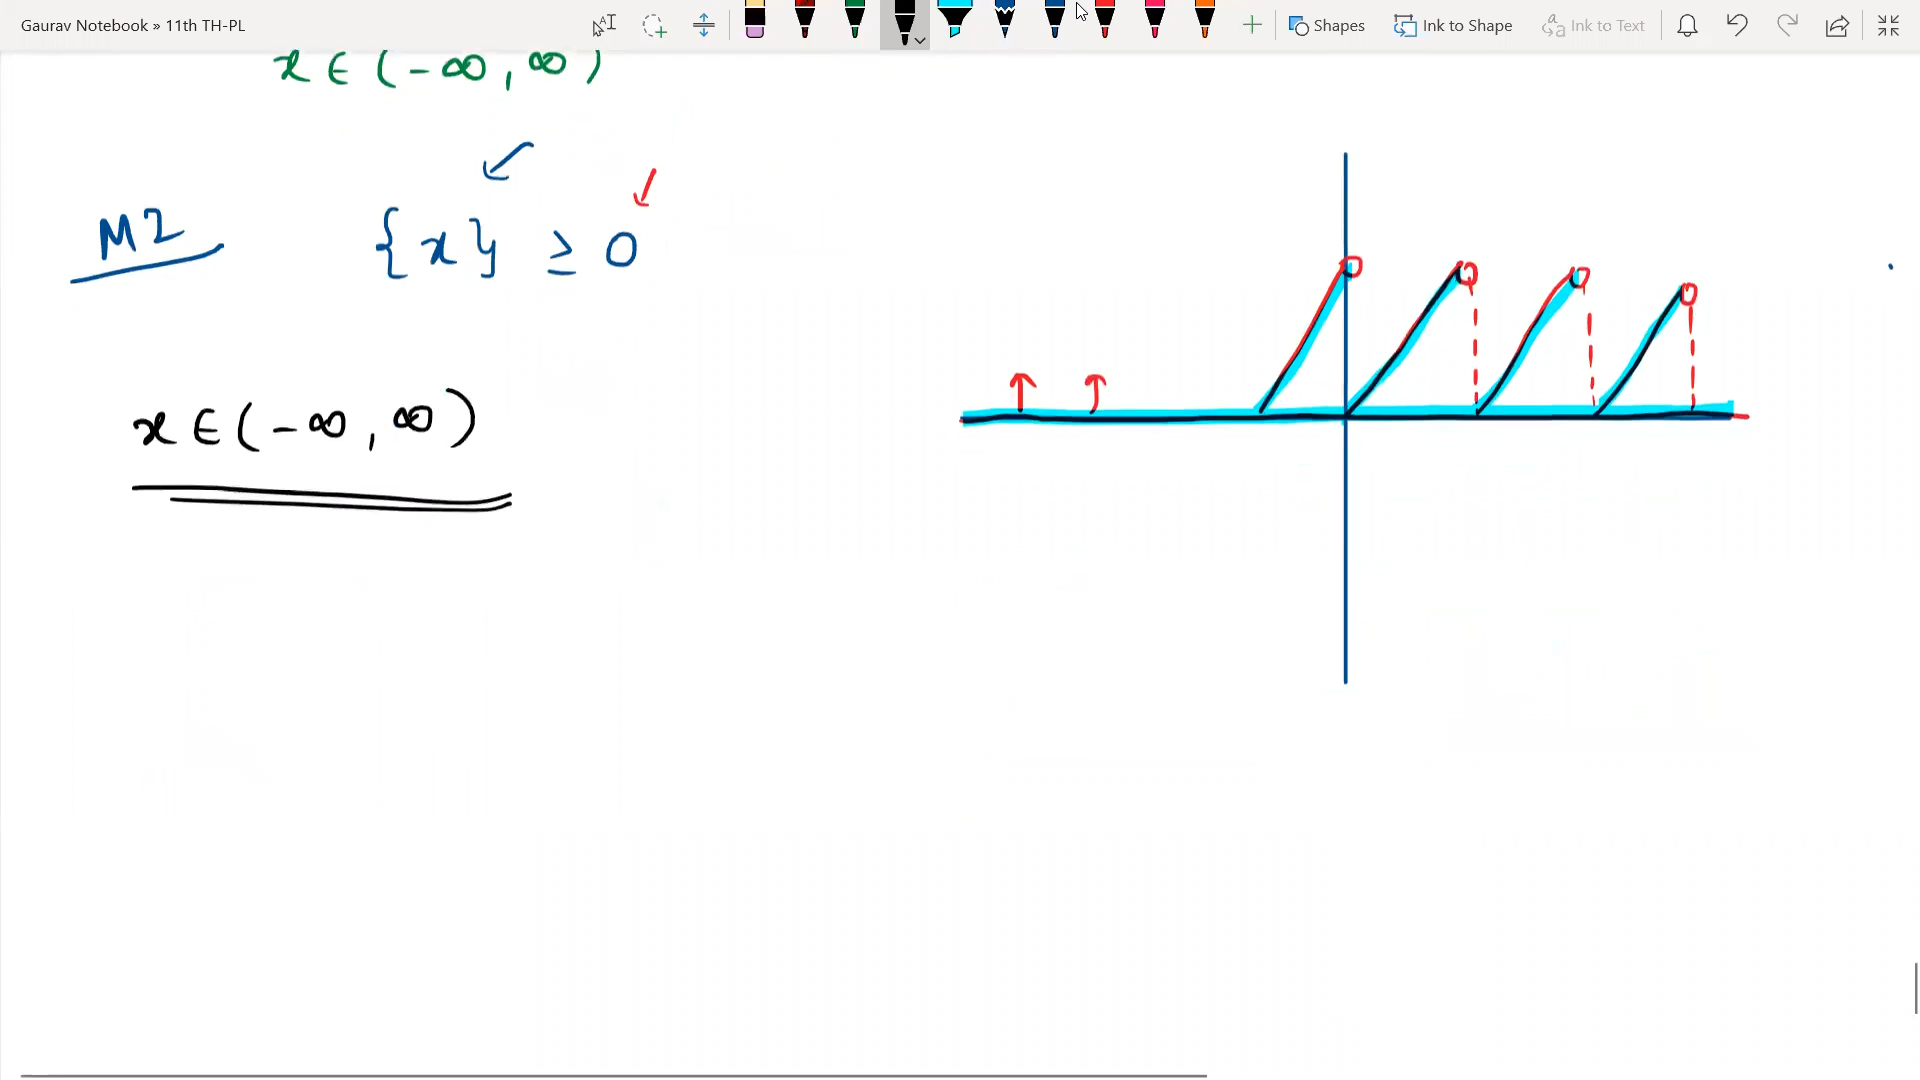 Gaurav Notebook » 11th TH-PL
Shapes
Ink to Shape
Ink to Text
x ∈ (-∞, ∞)
M2 {x} ≥ 0
x ∈ (-∞, ∞)